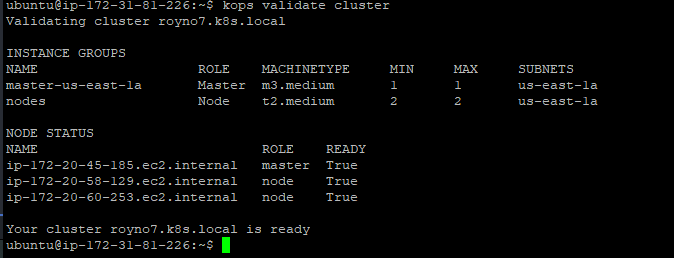 ubuntu@ip-172-31-81-226:~$ kops validate cluster
Validating cluster royno7.k8s.local
INSTANCE GROUPS
NAME ROLE MACHINETYPE MIN MAX SUBNETS
master-us-east-1a Master m3.medium 1 1 us-east-1a
nodes Node t2.medium 2 2 us-east-1a
NODE STATUS
NAME ROLE READY
ip-172-20-45-185.ec2.internal master True
ip-172-20-58-129.ec2.internal node True
ip-172-20-60-253.ec2.internal node True
Your cluster royno7.k8s.local is ready
ubuntu@ip-172-31-81-226:~$